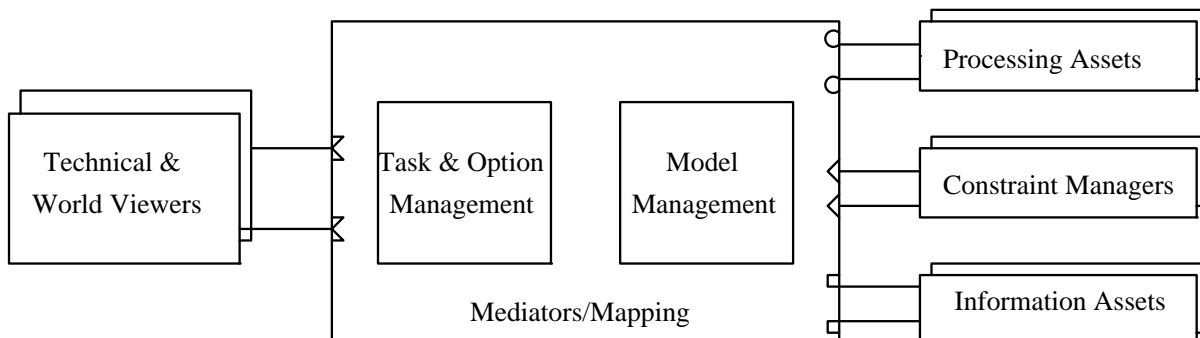 Technical &
World Viewers
Task & Option
Management
Model
Management
Mediators/Mapping
Processing Assets
Constraint Managers
Information Assets